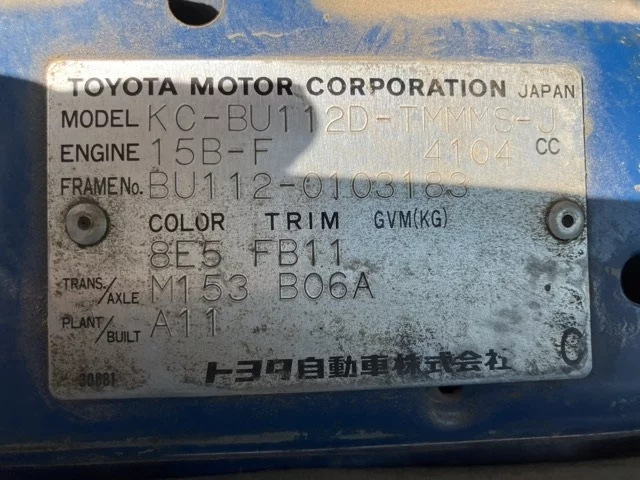 TOYOTA MOTOR CORPORATION JAPAN
MODEL KC-BU112D-TMMMS-J
ENGINE 15B-F 4104 CC
FRAME No. BU112-0103183
COLOR TRIM GVM(KG)
8E5 FB11
TRANS./AXLE M153 B06A
PLANT/BUILT A11
トヨタ自動車株式会社 C
30881